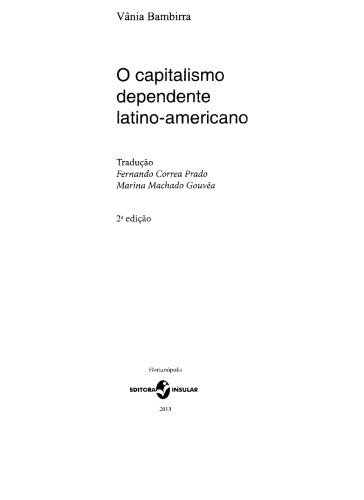 Vânia Bambirra
O capitalismo
dependente
latino-americano
Tradução
Fernando Correa Prado
Marina Machado Gouvêa
2ª edição
Florianópolis
EDITORA INSULAR
2013